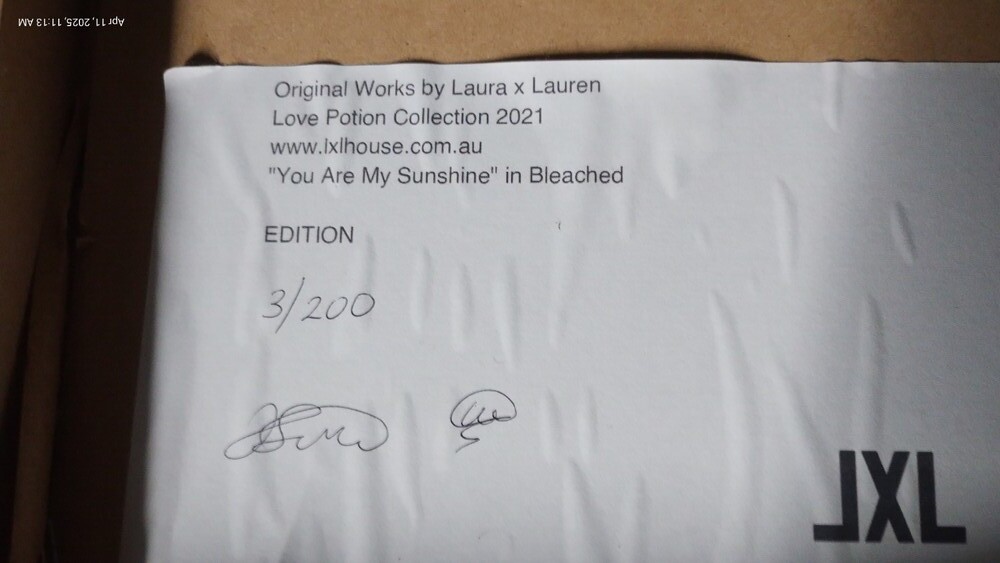 Apr 11, 2025, 11:13 AM
Original Works by Laura x Lauren
Love Potion Collection 2021
www.lxlhouse.com.au
"You Are My Sunshine" in Bleached
EDITION
3/200
LXL